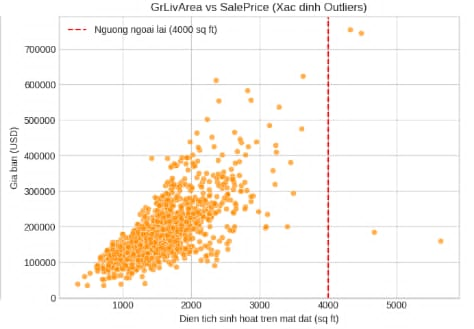 GrLivArea vs SalePrice (Xac dinh Outliers)
Nguong ngoai lai (4000 sq ft)
700000
600000
500000
400000
300000
200000
100000
0
Gia ban (USD)
1000 2000 3000 4000 5000
Dien tich sinh hoat tren mat dat (sq ft)